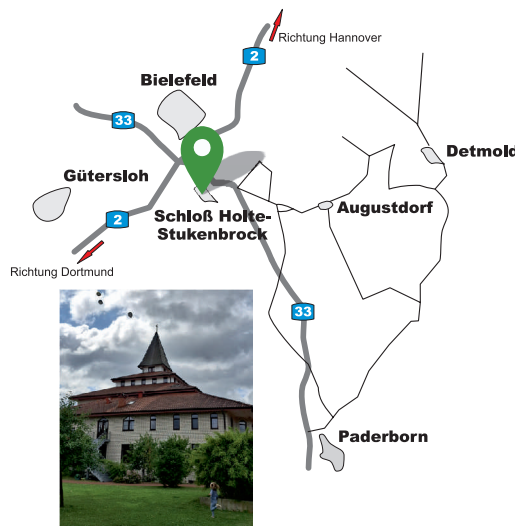 Richtung Hannover
2
Bielefeld
33
Detmold
Gütersloh
Augustdorf
Schloß Holte-
Stukenbrock
2
Richtung Dortmund
33
Paderborn